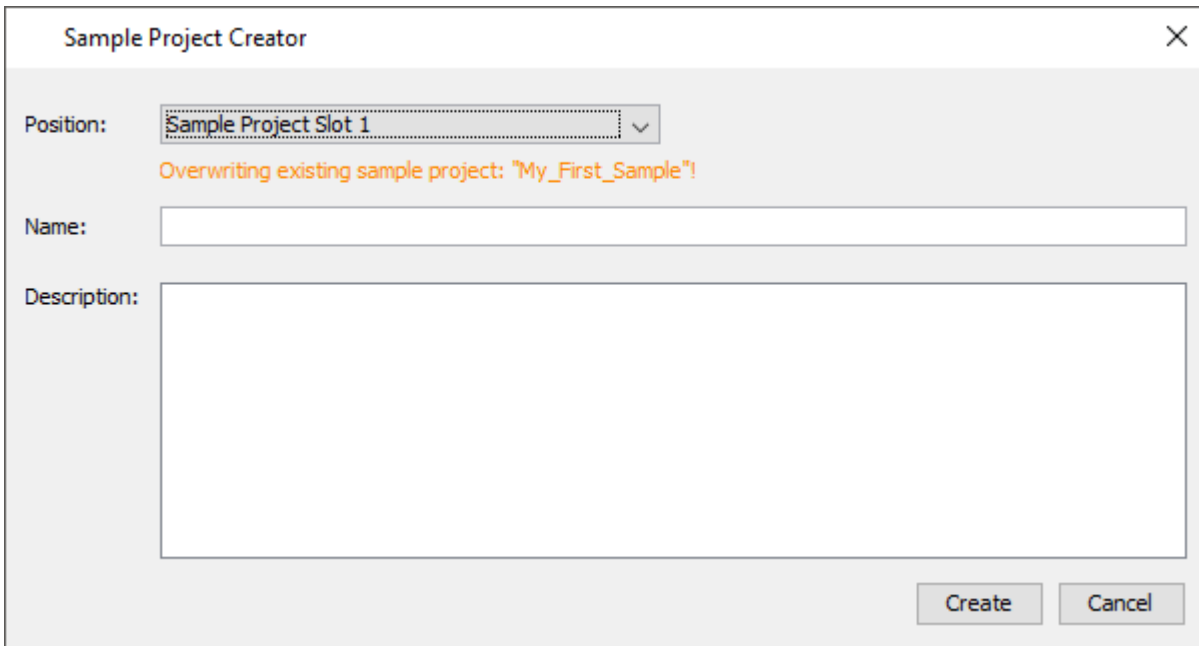 Sample Project Creator
Position:
Sample Project Slot 1
Overwriting existing sample project: "My_First_Sample"!
Name:
Description:
Create
Cancel